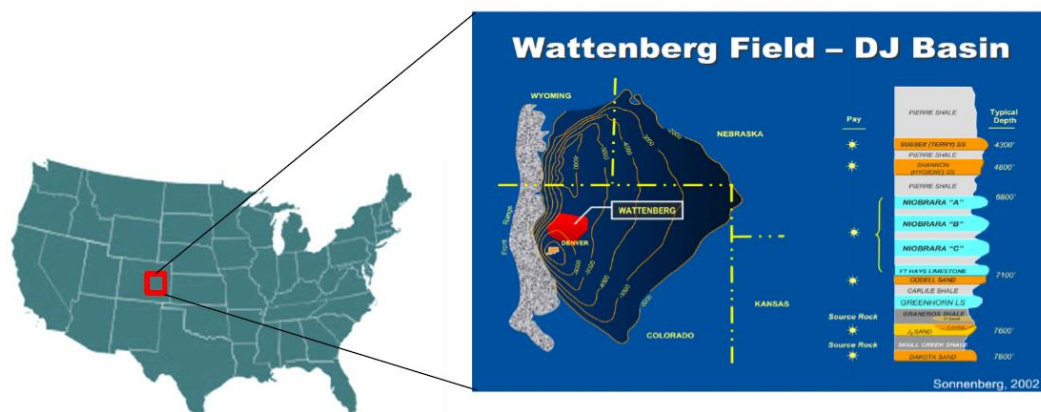 Wattenberg Field – DJ Basin
WYOMING
NEBRASKA
WATTENBERG
DENVER
Front Range
KANSAS
COLORADO
Pay
Typical
Depth
PIERRE SHALE
SUSSEX (TERRY) SS
4300'
PIERRE SHALE
SHANNON
(HYGIENE) SS
4800'
PIERRE SHALE
6800'
NIOBRARA "A"
NIOBRARA "B"
NIOBRARA "C"
FT HAYS LIMESTONE
7100'
CODELL SAND
CARLILE SHALE
GREENHORN LS
Source Rock
GRANEROS SHALE
J SAND
7600'
Source Rock
SKULL CREEK SHALE
DAKOTA SAND
7800'
Sonnenberg, 2002